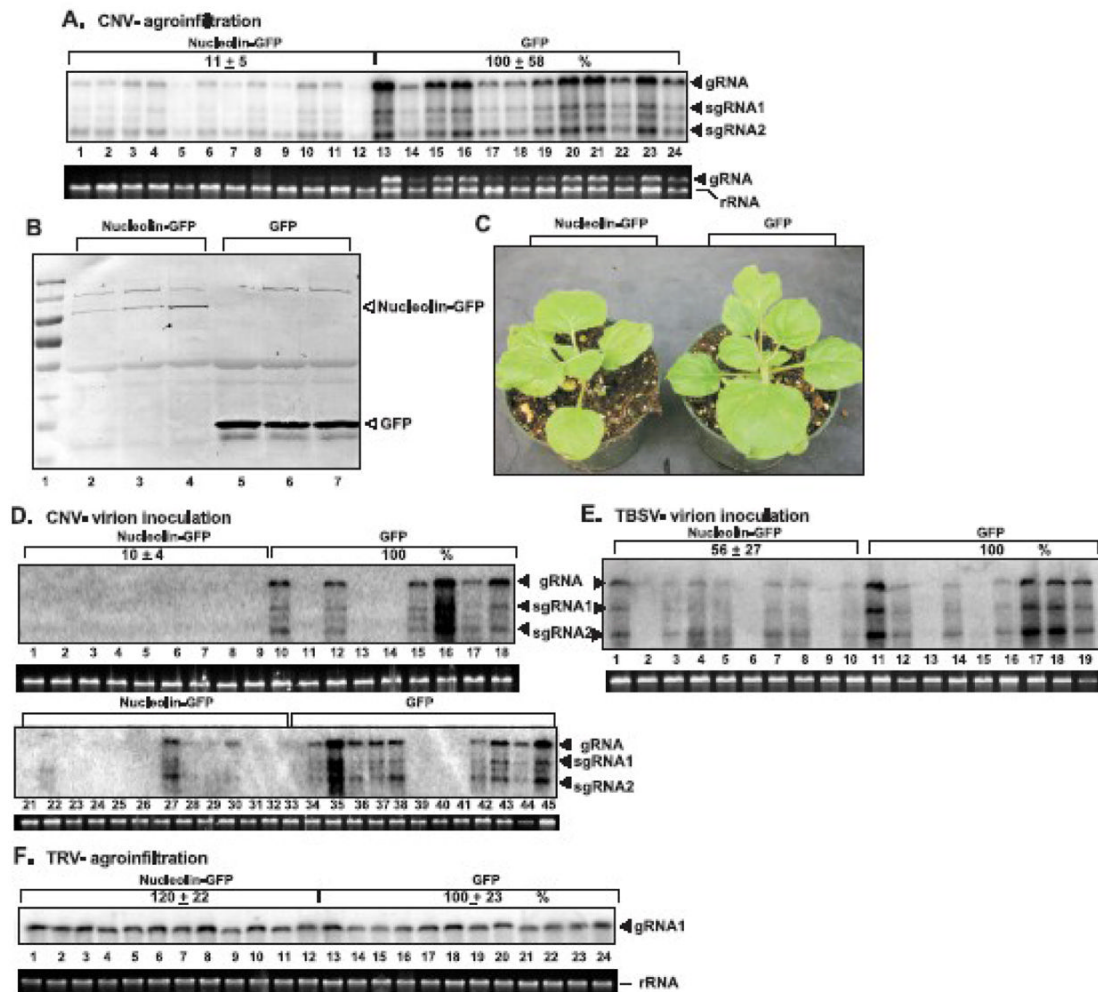 A. CNV- agroinfiltration
Nucleolin-GFP GFP
11 ± 5 100 ± 58 %
gRNA
sgRNA1
sgRNA2
1 2 3 4 5 6 7 8 9 10 11 12 13 14 15 16 17 18 19 20 21 22 23 24
gRNA
rRNA
B Nucleolin-GFP GFP
Nucleolin-GFP
GFP
1 2 3 4 5 6 7
C Nucleolin-GFP GFP
D. CNV- virion inoculation
Nucleolin-GFP GFP
10 ± 4 100 %
gRNA
sgRNA1
sgRNA2
1 2 3 4 5 6 7 8 9 10 11 12 13 14 15 16 17 18
Nucleolin-GFP GFP
gRNA
sgRNA1
sgRNA2
21 22 23 24 25 26 27 28 29 30 31 32 33 34 35 36 37 38 39 40 41 42 43 44 45
E. TBSV- virion inoculation
Nucleolin-GFP GFP
56 ± 27 100 %
1 2 3 4 5 6 7 8 9 10 11 12 13 14 15 16 17 18 19
F. TRV- agroinfiltration
Nucleolin-GFP GFP
120 ± 22 100 ± 23 %
gRNA1
1 2 3 4 5 6 7 8 9 10 11 12 13 14 15 16 17 18 19 20 21 22 23 24
rRNA